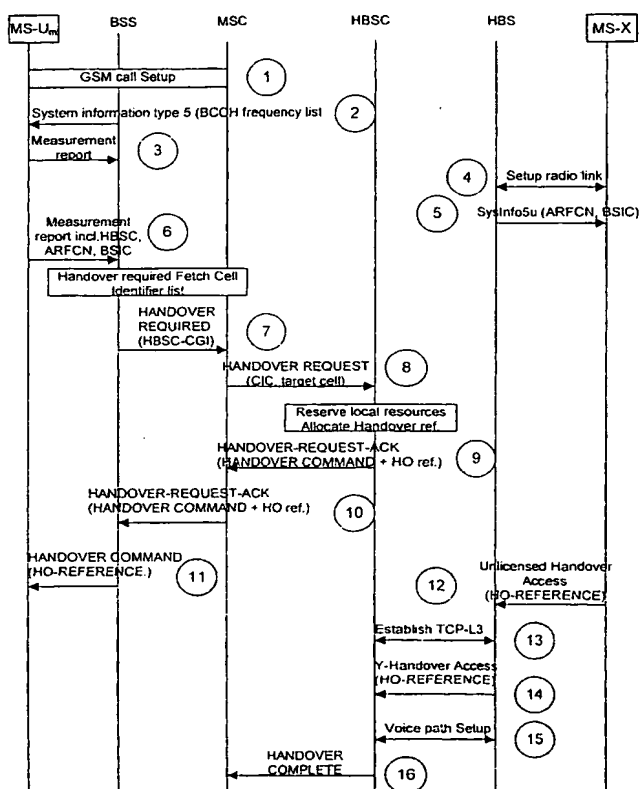 MS-Um
BSS
MSC
HBSC
HBS
MS-X
GSM call Setup
1
System information type 5 (BCCH frequency list
2
Measurement
report
3
4
Setup radio link
5
SysInfo5u (ARFCN, BSIC)
Measurement
report incl.HBSC,
ARFCN, BSIC
6
Handover required Fetch Cell
Identifier list
HANDOVER
REQUIRED
(HBSC-CGI)
7
HANDOVER REQUEST
(CIC, target cell)
8
Reserve local resources
Allocate Handover ref.
HANDOVER-REQUEST-ACK
(HANDOVER COMMAND + HO ref.)
9
HANDOVER-REQUEST-ACK
(HANDOVER COMMAND + HO ref.)
10
HANDOVER COMMAND
(HO-REFERENCE.)
11
12
Unlicensed Handover
Access
(HO-REFERENCE)
Establish TCP-L3
13
Y-Handover Access
(HO-REFERENCE)
14
Voice path Setup
15
HANDOVER
COMPLETE
16